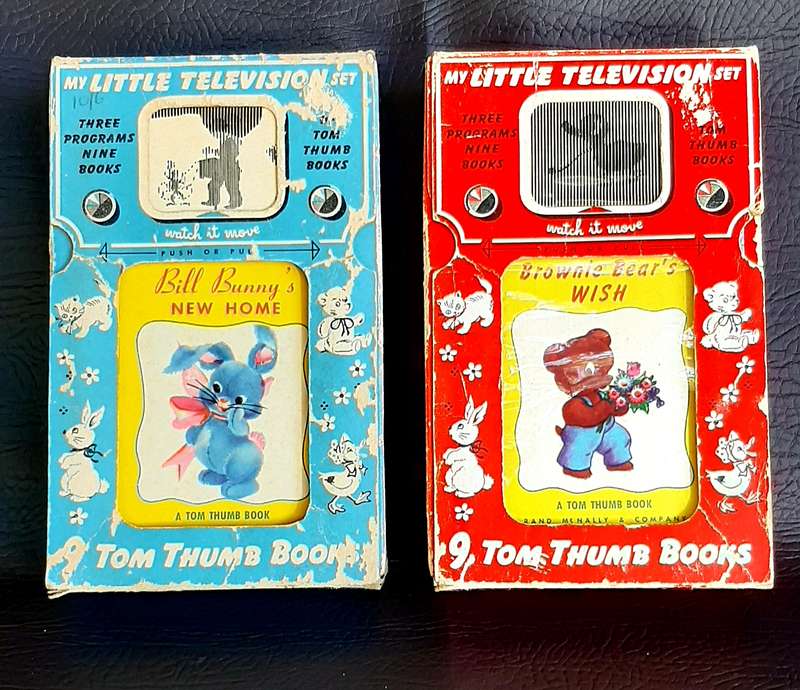 MY LITTLE TELEVISION SET
10/6
THREE
PROGRAMS
NINE
BOOKS
TOM
THUMB
BOOKS
watch it move
PUSH OR PUL
Bill Bunny's
NEW HOME
A TOM THUMB BOOK
9 TOM THUMB BOOKS
MY LITTLE TELEVISION SET
THREE
PROGRAMS
NINE
BOOKS
TOM
THUMB
BOOKS
watch it move
Brownie Bear's
WISH
A TOM THUMB BOOK
RAND MCNALLY & COMPANY
9 TOM THUMB BOOKS